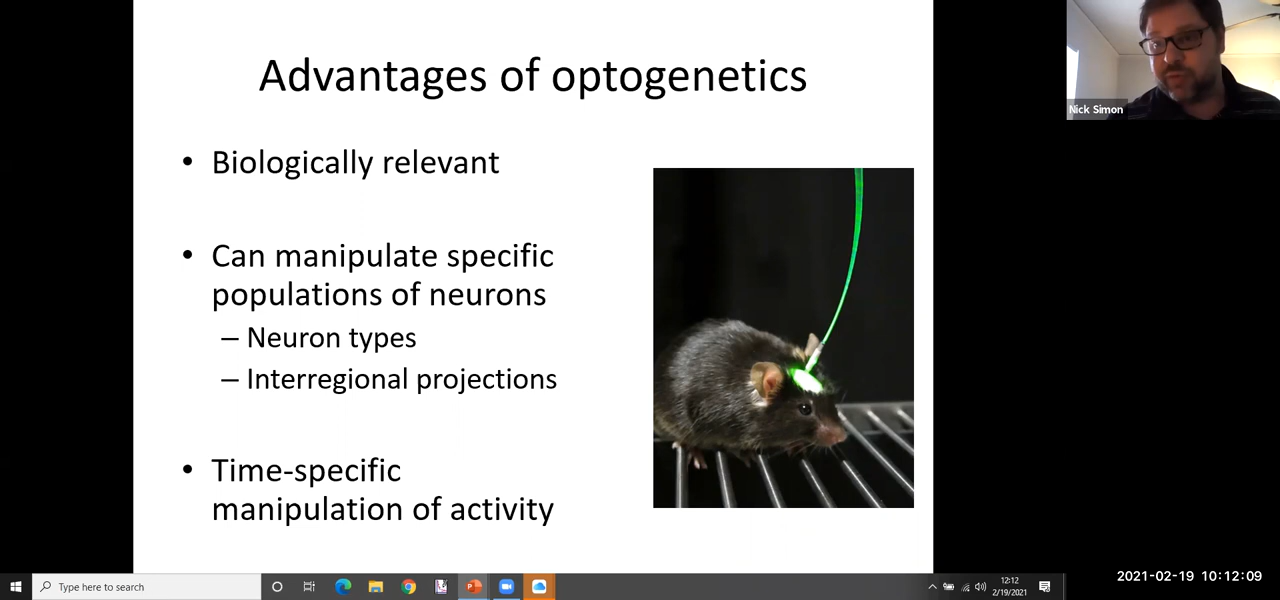 Advantages of optogenetics
• Biologically relevant
• Can manipulate specific
populations of neurons
– Neuron types
– Interregional projections
• Time-specific
manipulation of activity
Nick Simon
Type here to search
12:12
2/19/2021
2021-02-19 10:12:09